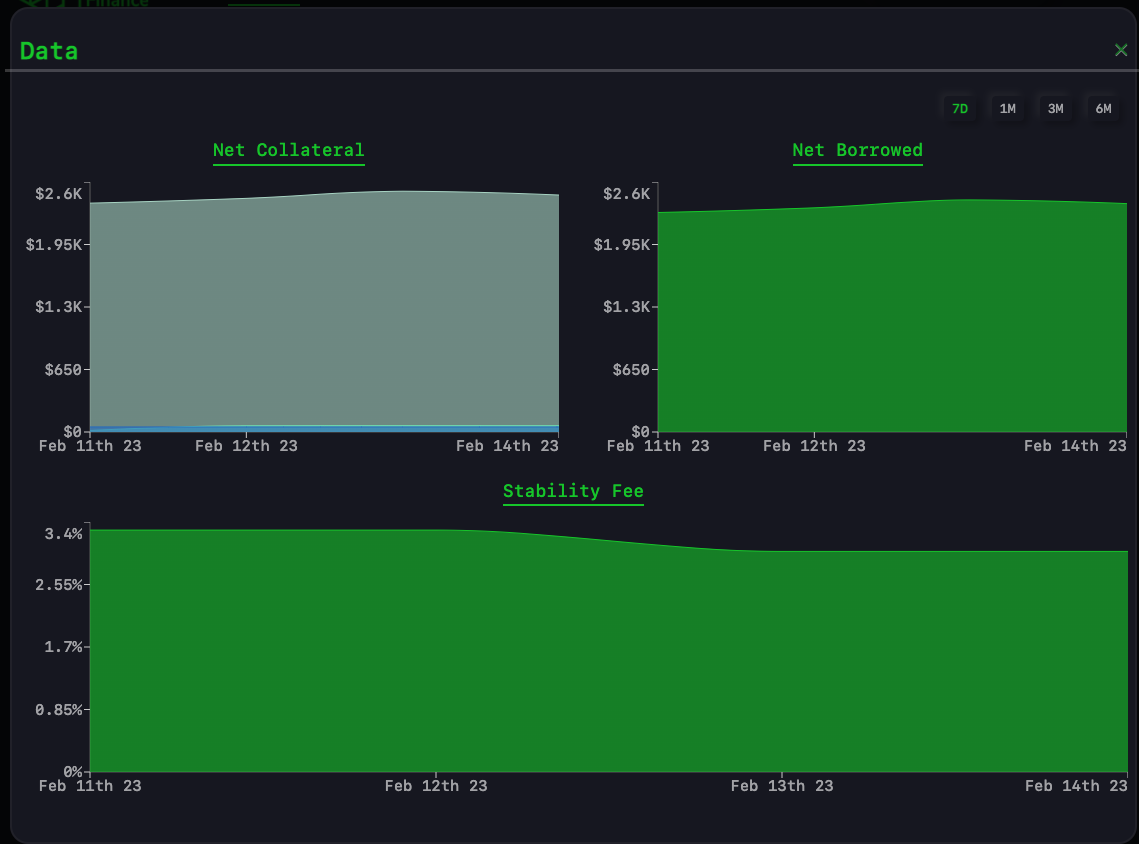 Finance
Data
×
7D 1M 3M 6M
Net Collateral
$2.6K
$1.95K
$1.3K
$650
$0
Feb 11th 23 Feb 12th 23 Feb 14th 23
Net Borrowed
$2.6K
$1.95K
$1.3K
$650
$0
Feb 11th 23 Feb 12th 23 Feb 14th 23
Stability Fee
3.4%
2.55%
1.7%
0.85%
0%
Feb 11th 23 Feb 12th 23 Feb 13th 23 Feb 14th 23